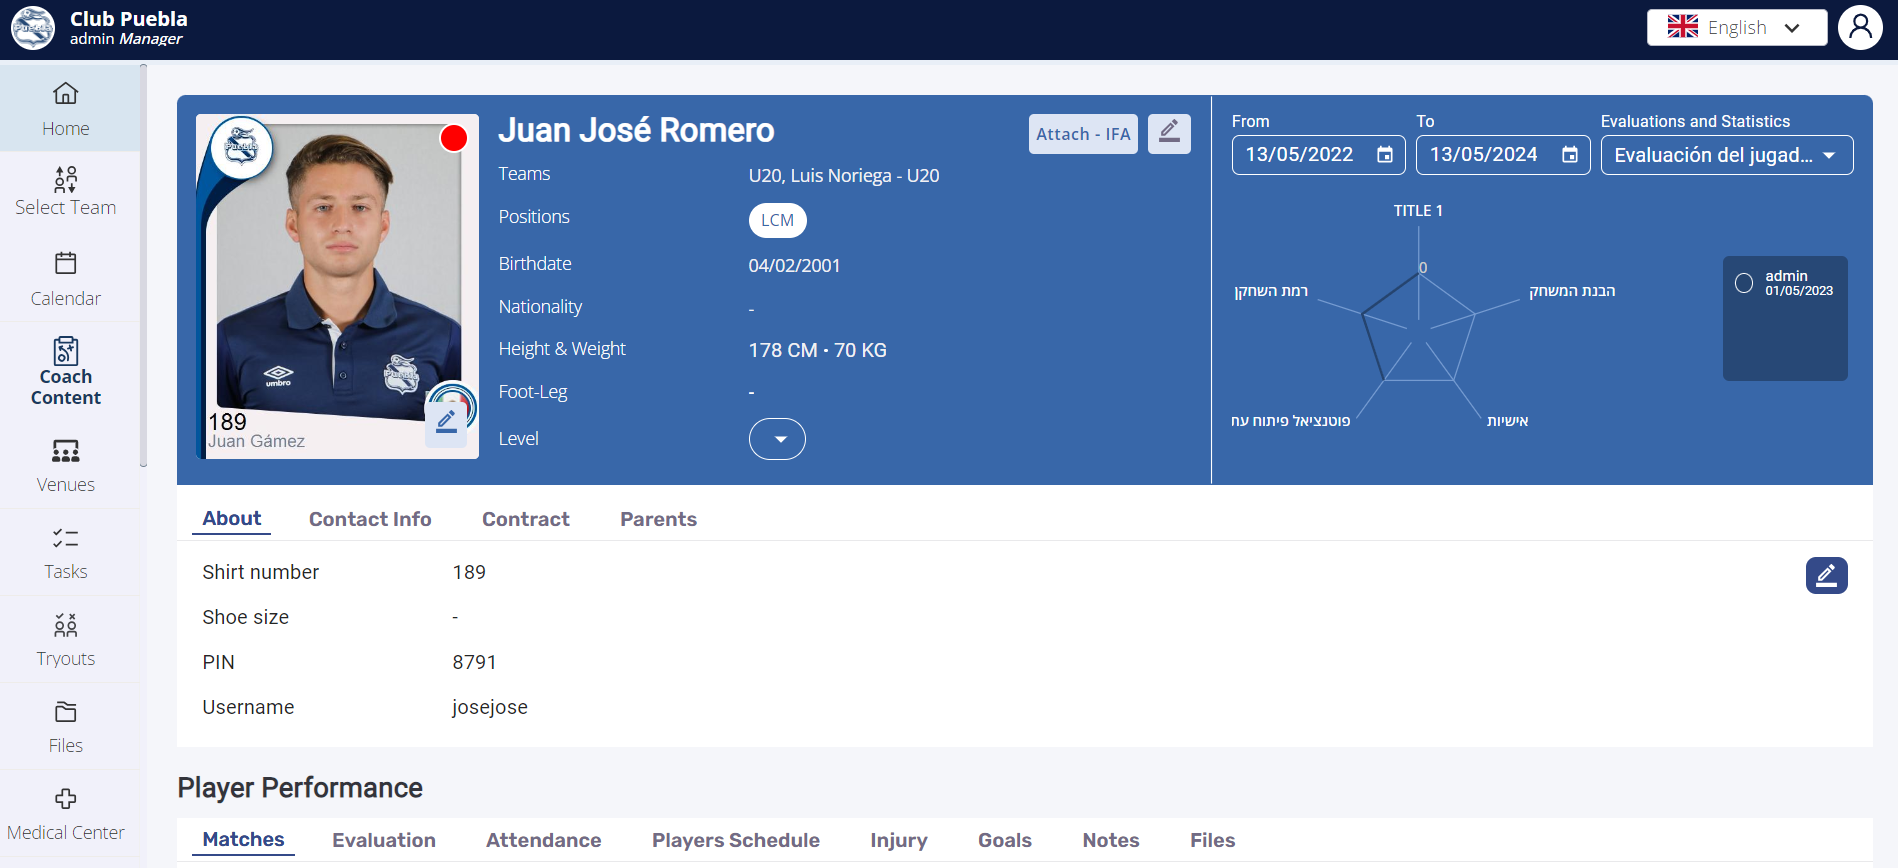 Club Puebla
admin Manager
English
Home
Select Team
Calendar
Coach
Content
Venues
Tasks
Tryouts
Files
Medical Center
Puebla
umbro
189
Juan Gámez
Juan José Romero
Attach - IFA
Teams
U20, Luis Noriega - U20
Positions
LCM
Birthdate
04/02/2001
Nationality
-
Height & Weight
178 CM • 70 KG
Foot-Leg
-
Level
From
To
Evaluations and Statistics
13/05/2022
13/05/2024
Evaluación del jugad...
TITLE 1
0
רמת השחקן
הבנת המשחק
פוטנציאל פיתוח עח
אישיות
admin
01/05/2023
About
Contact Info
Contract
Parents
Shirt number
189
Shoe size
-
PIN
8791
Username
josejose
Player Performance
Matches
Evaluation
Attendance
Players Schedule
Injury
Goals
Notes
Files